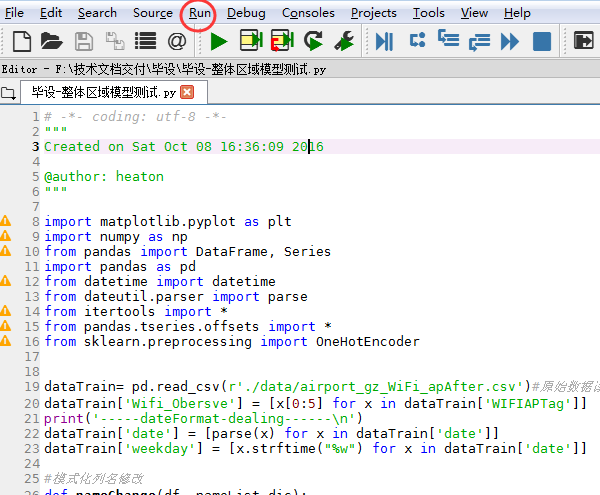 File Edit Search Source Run Debug Consoles Projects Tools View Help
Editor - F:\技术文档交付\毕设\毕设-整体区域模型测试.py
毕设-整体区域模型测试.py
1 # -*- coding: utf-8 -*-
2 """
3 Created on Sat Oct 08 16:36:09 2016
4
5 @author: heaton
6 """
7
8 import matplotlib.pyplot as plt
9 import numpy as np
10 from pandas import DataFrame, Series
11 import pandas as pd
12 from datetime import datetime
13 from dateutil.parser import parse
14 from itertools import *
15 from pandas.tseries.offsets import *
16 from sklearn.preprocessing import OneHotEncoder
17
18
19 dataTrain= pd.read_csv(r'./data/airport_gz_WiFi_apAfter.csv')#原始数据
20 dataTrain['Wifi_Obersve'] = [x[0:5] for x in dataTrain['WIFIAPTag']]
21 print('-----dateFormat-dealing------\n')
22 dataTrain['date'] = [parse(x) for x in dataTrain['date']]
23 dataTrain['weekday'] = [x.strftime("%w") for x in dataTrain['date']]
24
25 #模式化列名修改
26 def nameChange(df, nameList,dic):